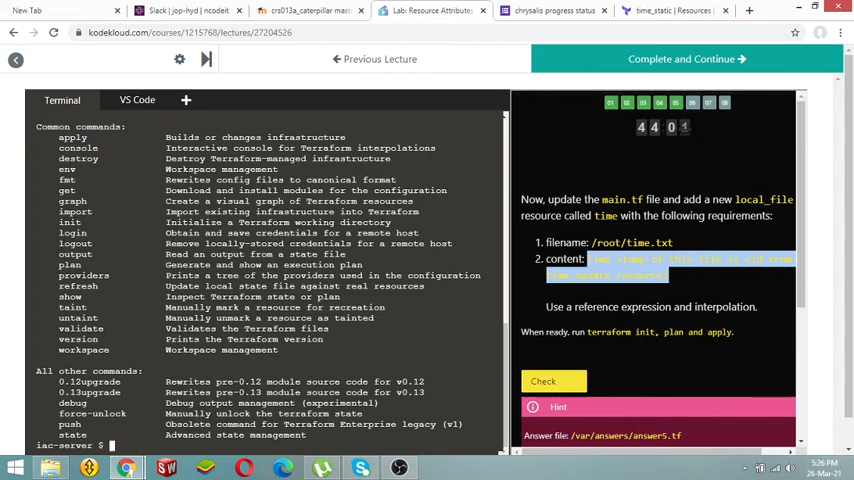 New Tab
Slack | jop-hyd | ncodeit
crs013a_caterpillar mast
Lab: Resource Attributes
chrysalis progress status
time_static | Resources |
kodekloud.com/courses/1215768/lectures/27204526
Previous Lecture
Complete and Continue
Terminal
VS Code
Common commands:
apply Builds or changes infrastructure
console Interactive console for Terraform interpolations
destroy Destroy Terraform-managed infrastructure
env Workspace management
fmt Rewrites config files to canonical format
get Download and install modules for the configuration
graph Create a visual graph of Terraform resources
import Import existing infrastructure into Terraform
init Initialize a Terraform working directory
login Obtain and save credentials for a remote host
logout Remove locally-stored credentials for a remote host
output Read an output from a state file
plan Generate and show an execution plan
providers Prints a tree of the providers used in the configuration
refresh Update local state file against real resources
show Inspect Terraform state or plan
taint Manually mark a resource for recreation
untaint Manually unmark a resource as tainted
validate Validates the Terraform files
version Prints the Terraform version
workspace Workspace management
All other commands:
0.12upgrade Rewrites pre-0.12 module source code for v0.12
0.13upgrade Rewrites pre-0.13 module source code for v0.13
debug Debug output management (experimental)
force-unlock Manually unlock the terraform state
push Obsolete command for Terraform Enterprise legacy (v1)
state Advanced state management
iac-server $
01 02 03 04 05 06 07 08
44 0
Now, update the main.tf file and add a new local_file
resource called time with the following requirements:
1. filename: /root/time.txt
2. content: Time stamp of this file is <id from
time_update resource>
Use a reference expression and interpolation.
When ready, run terraform init, plan and apply.
Check
Hint
Answer file: /var/answers/answer5.tf
5:26 PM
26-Mar-21